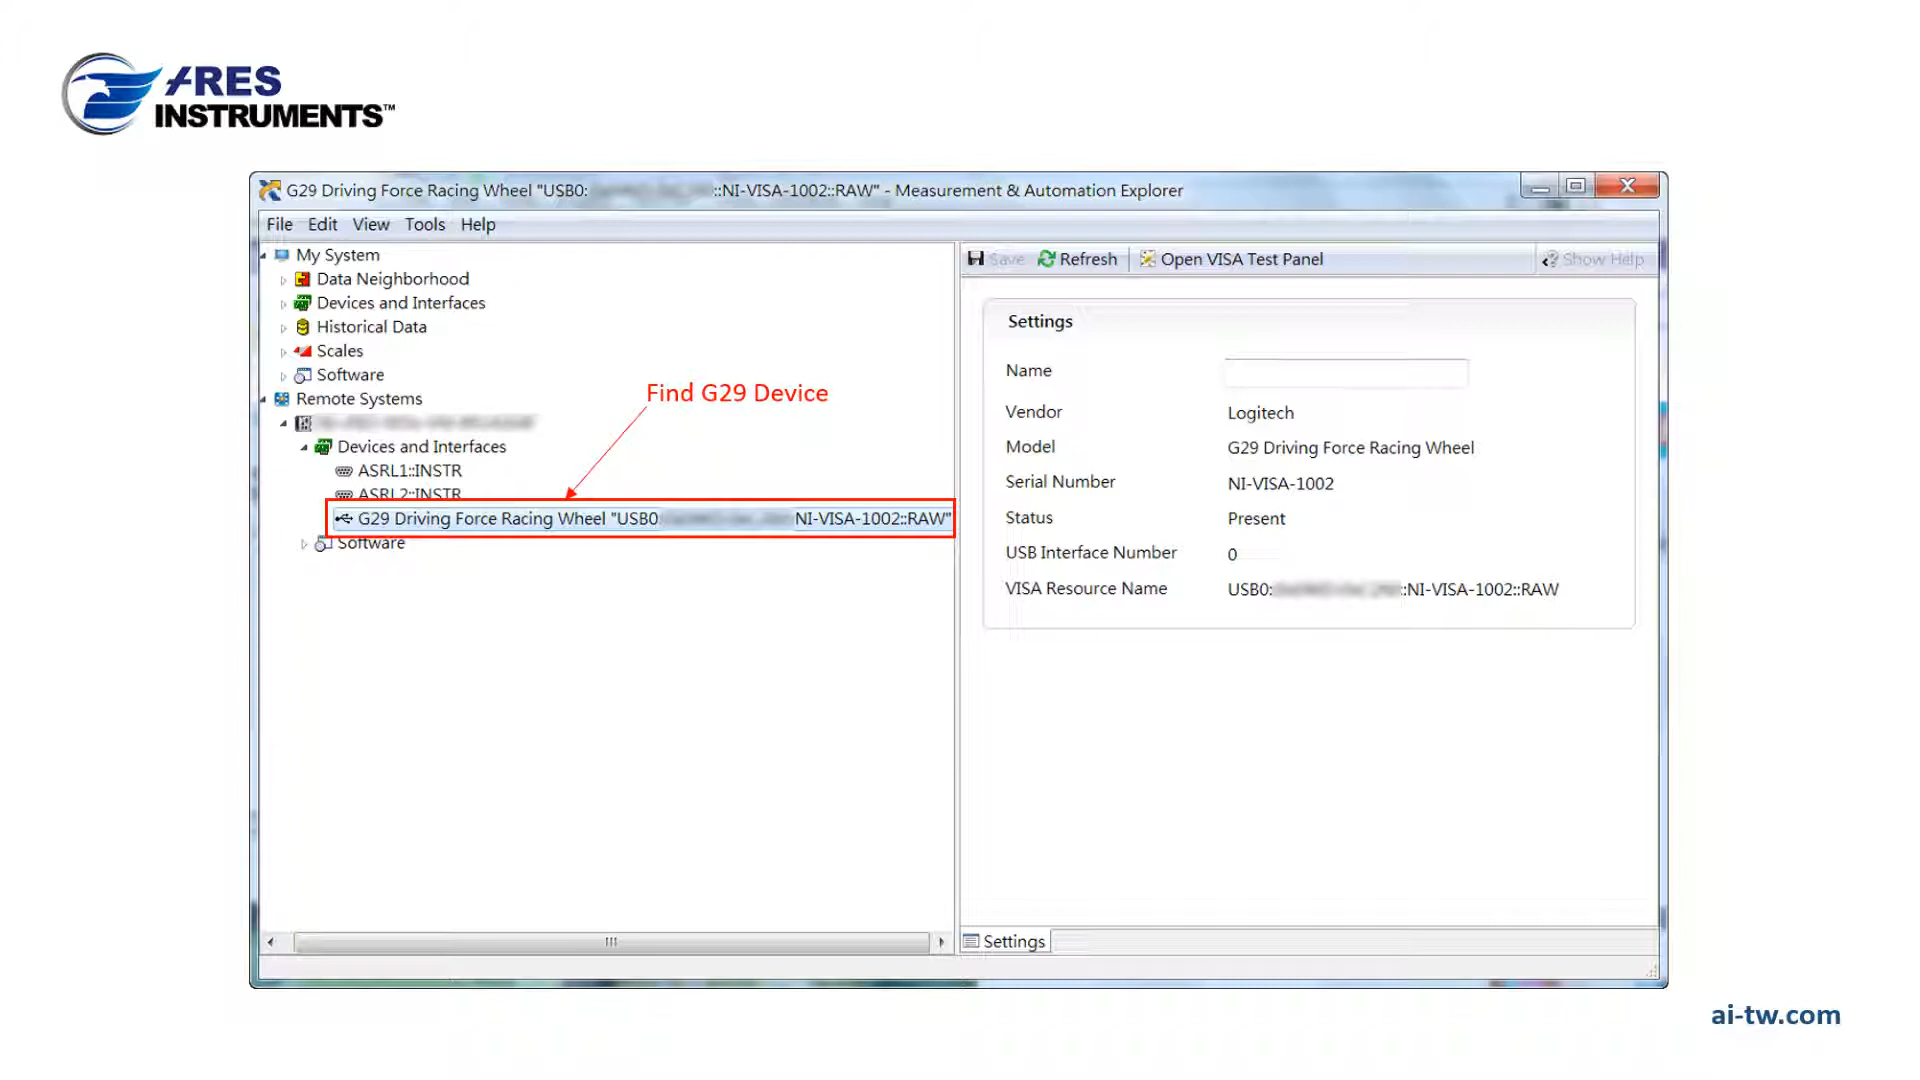 ARES
INSTRUMENTS™
G29 Driving Force Racing Wheel "USB0: ::NI-VISA-1002::RAW" - Measurement & Automation Explorer
File Edit View Tools Help
My System
Data Neighborhood
Devices and Interfaces
Historical Data
Scales
Software
Remote Systems
Devices and Interfaces
ASRL1::INSTR
ASRL2::INSTR
G29 Driving Force Racing Wheel "USB0: NI-VISA-1002::RAW"
Software
Find G29 Device
Save Refresh Open VISA Test Panel Show Help
Settings
Name
Vendor Logitech
Model G29 Driving Force Racing Wheel
Serial Number NI-VISA-1002
Status Present
USB Interface Number 0
VISA Resource Name USB0: ::NI-VISA-1002::RAW
Settings
ai-tw.com